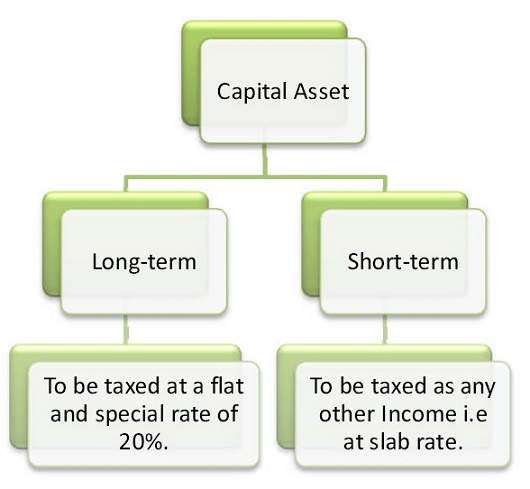 Capital Asset
Long-term
Short-term
To be taxed at a flat
and special rate of
20%.
To be taxed as any
other Income i.e
at slab rate.